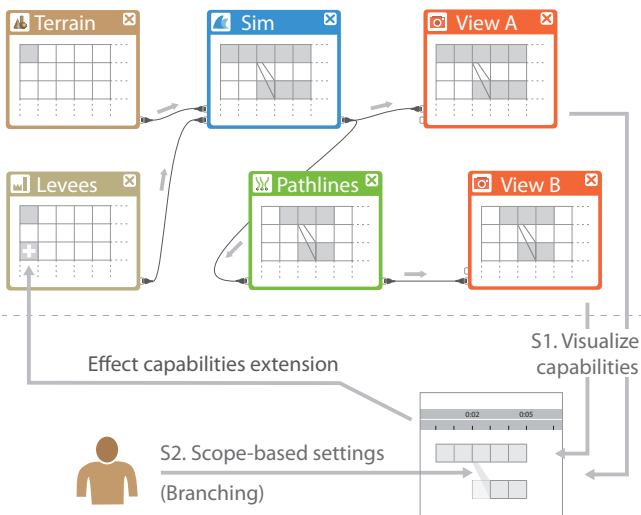 Terrain
Sim
View A
Levees
Pathlines
View B
S1. Visualize
capabilities
Effect capabilities extension
0:02 0:05
S2. Scope-based settings
(Branching)